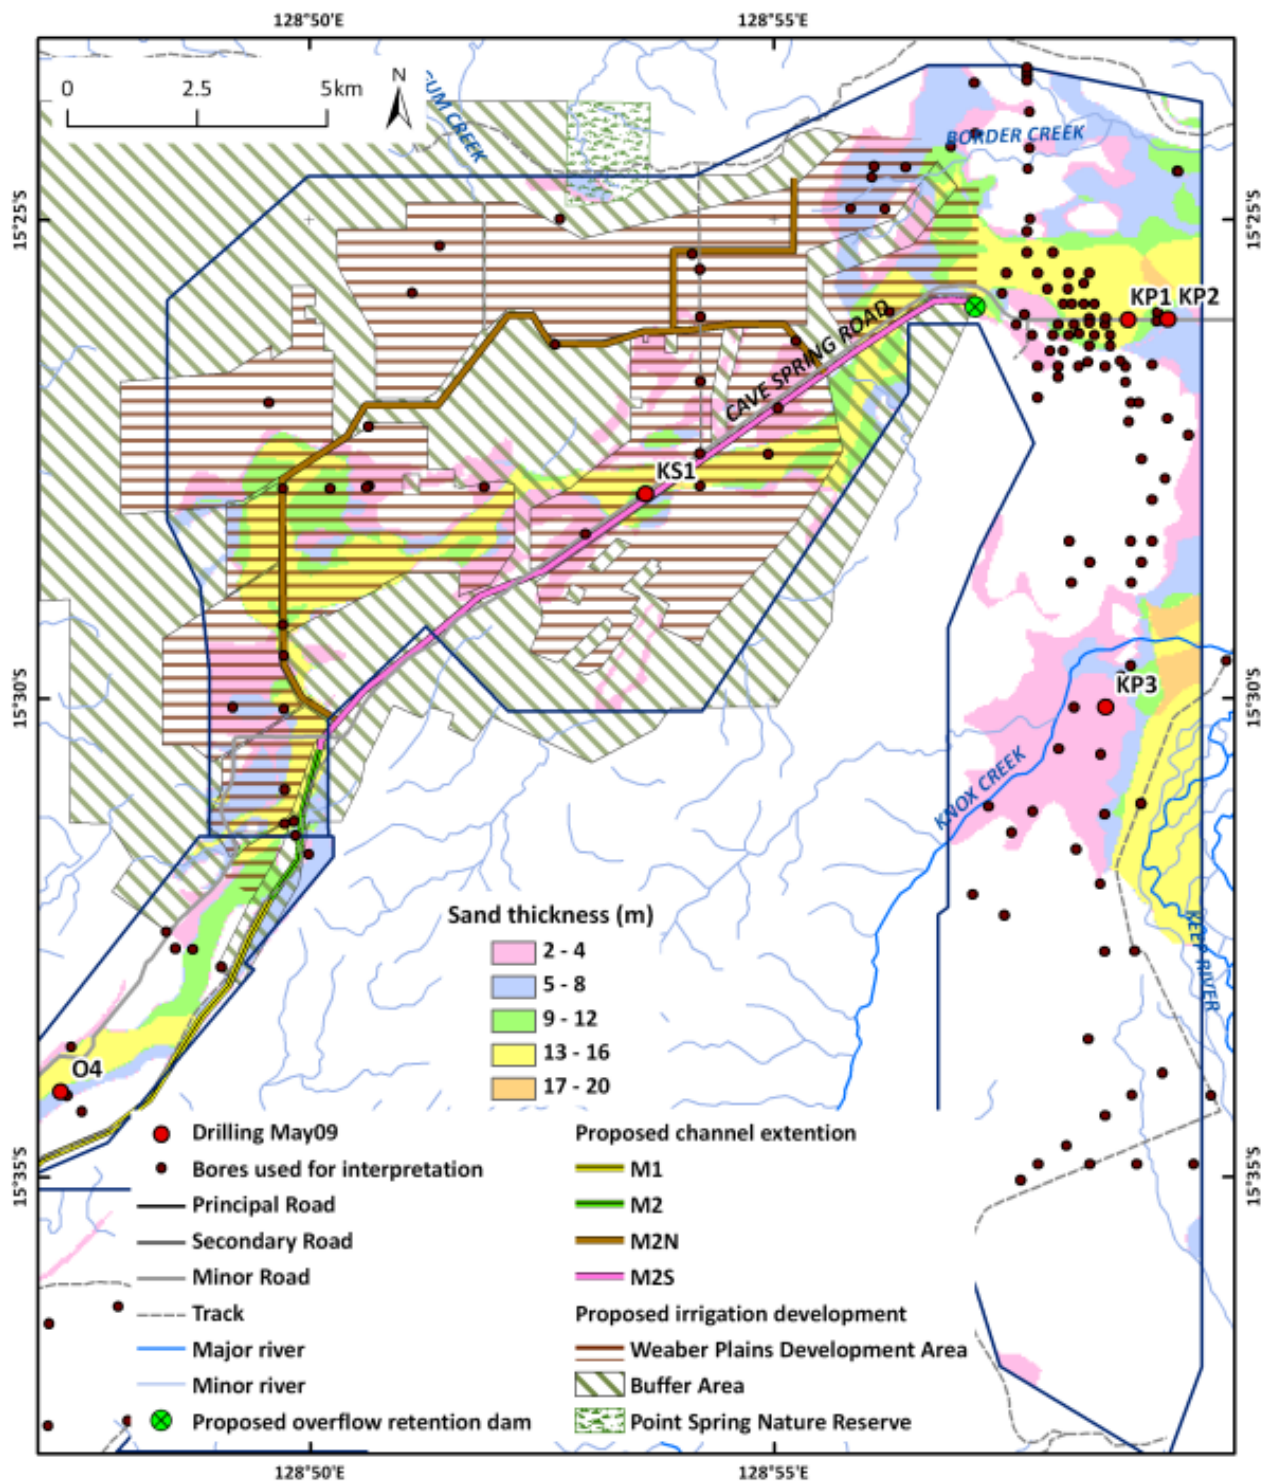 128°50'E 128°55'E
0 2.5 5km
N
GUM CREEK
BORDER CREEK
15°25'S
15°25'S
KP1 KP2
CAVE SPRING ROAD
KS1
15°30'S
15°30'S
KP3
KNOX CREEK
KEEP RIVER
Sand thickness (m)
2 - 4
5 - 8
9 - 12
13 - 16
17 - 20
O4
15°35'S
15°35'S
Drilling May09
Bores used for interpretation
Principal Road
Secondary Road
Minor Road
Track
Major river
Minor river
Proposed overflow retention dam
Proposed channel extention
M1
M2
M2N
M2S
Proposed irrigation development
Weaber Plains Development Area
Buffer Area
Point Spring Nature Reserve
128°50'E 128°55'E